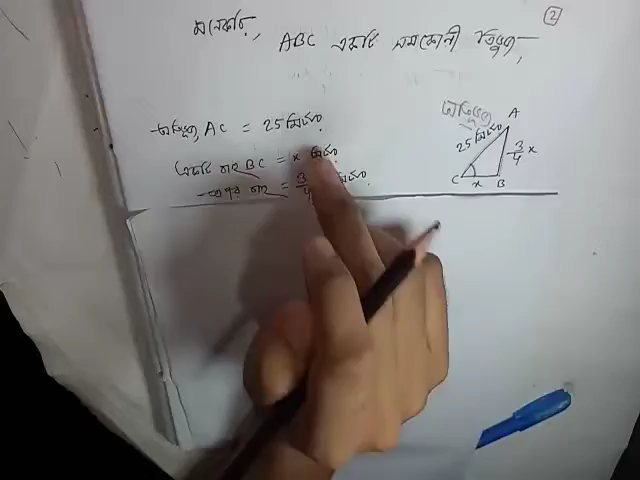 2
মনেকরি,
ABC একটি সমকোনী ত্রিভুজ,
অতিভুজ, AC = 25 মিটার.
একটি বাহু BC = x মিটার.
অপর বাহু = 3/4 মিটার.
অতিভুজ
25 মিটার
A
3/4 x
C
x
B